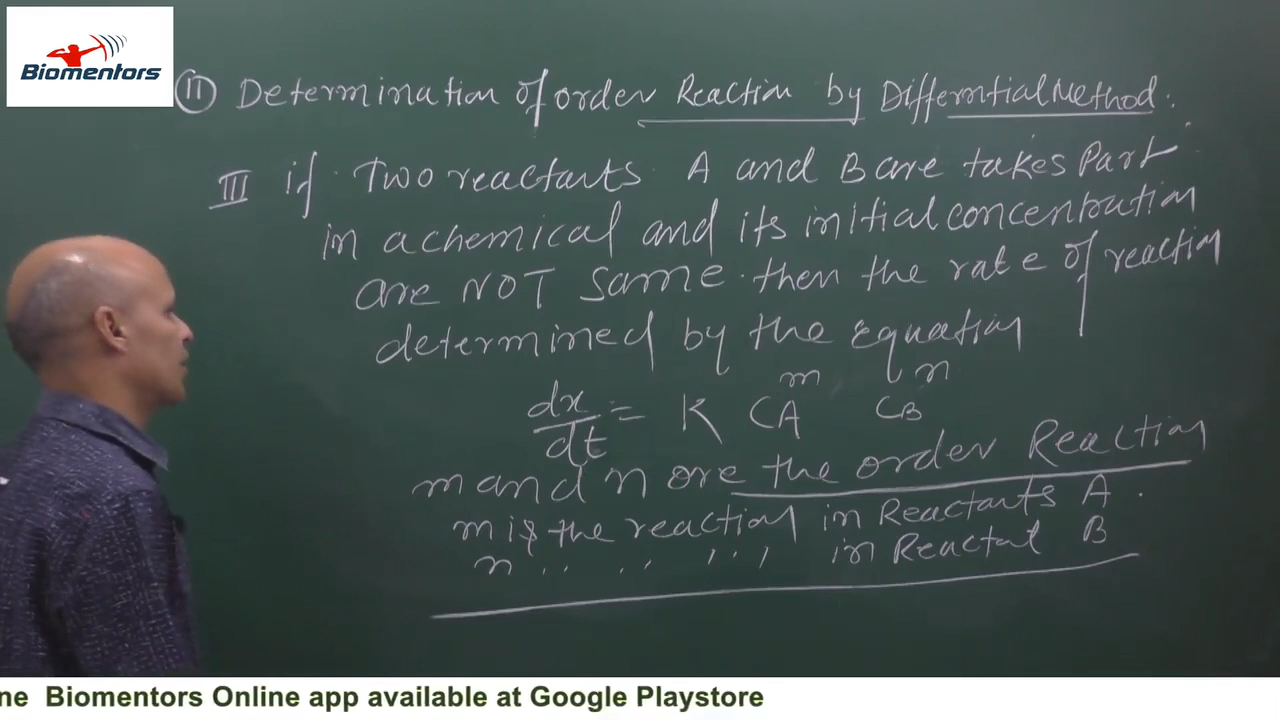 Biomentors
(II) Determination of order Reaction by Differntial Method.
III if Two reactants A and B are takes Part
in a chemical and its initial concentration
are NOT same then the rate of reaction
determined by the equation
dx/dt = K CA^m CB^n
m and n are the order Reaction
m is the reaction in Reactants A.
n " " " in Reactat B
ne Biomentors Online app available at Google Playstore